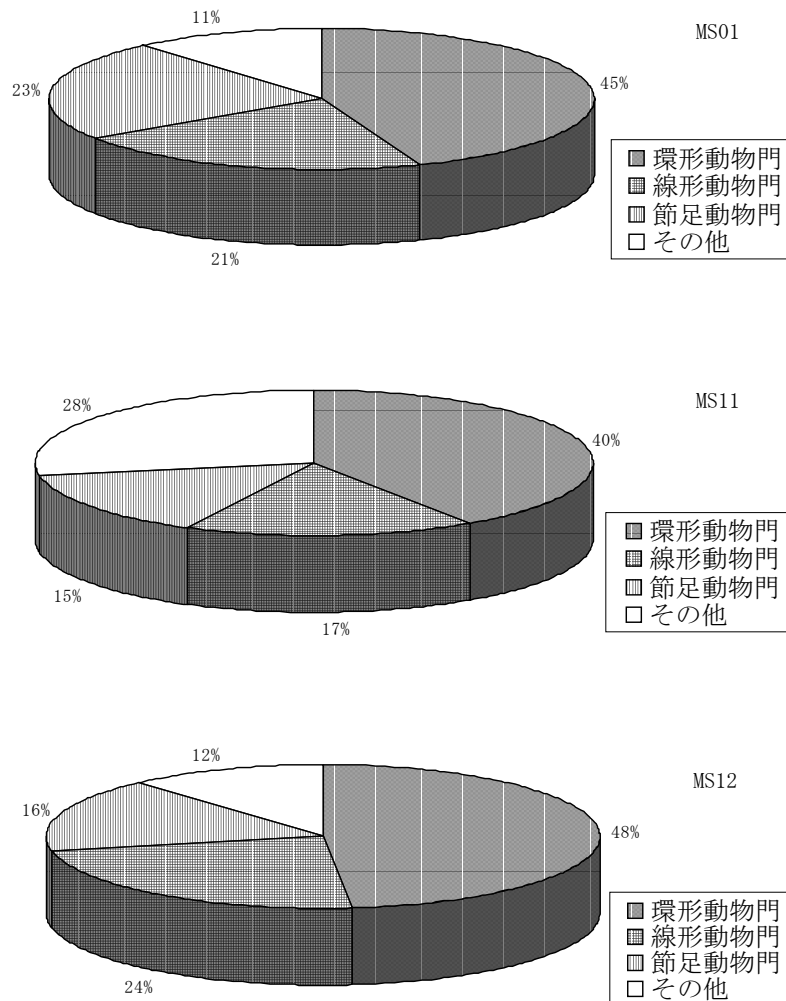 11%
MS01
23%
45%
環形動物門
線形動物門
節足動物門
その他
21%
28%
MS11
40%
環形動物門
線形動物門
節足動物門
その他
15%
17%
12%
MS12
16%
48%
環形動物門
線形動物門
節足動物門
その他
24%